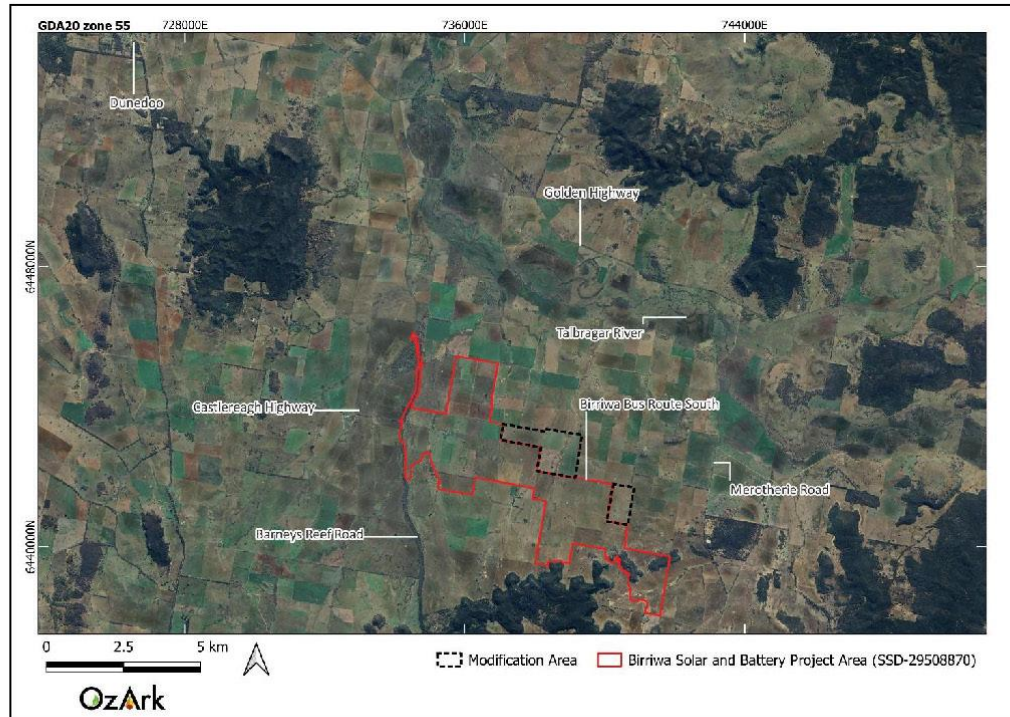 GDA20 zone 55
728000E
736000E
744000E
Dunedoo
Golden Highway
6448000N
Talbragar River
Castlereagh Highway
Birriwa Bus Route South
Merotherie Road
Barneys Reef Road
6440000N
0 2.5 5 km
Modification Area
Birriwa Solar and Battery Project Area (SSD-29508870)
OzArk